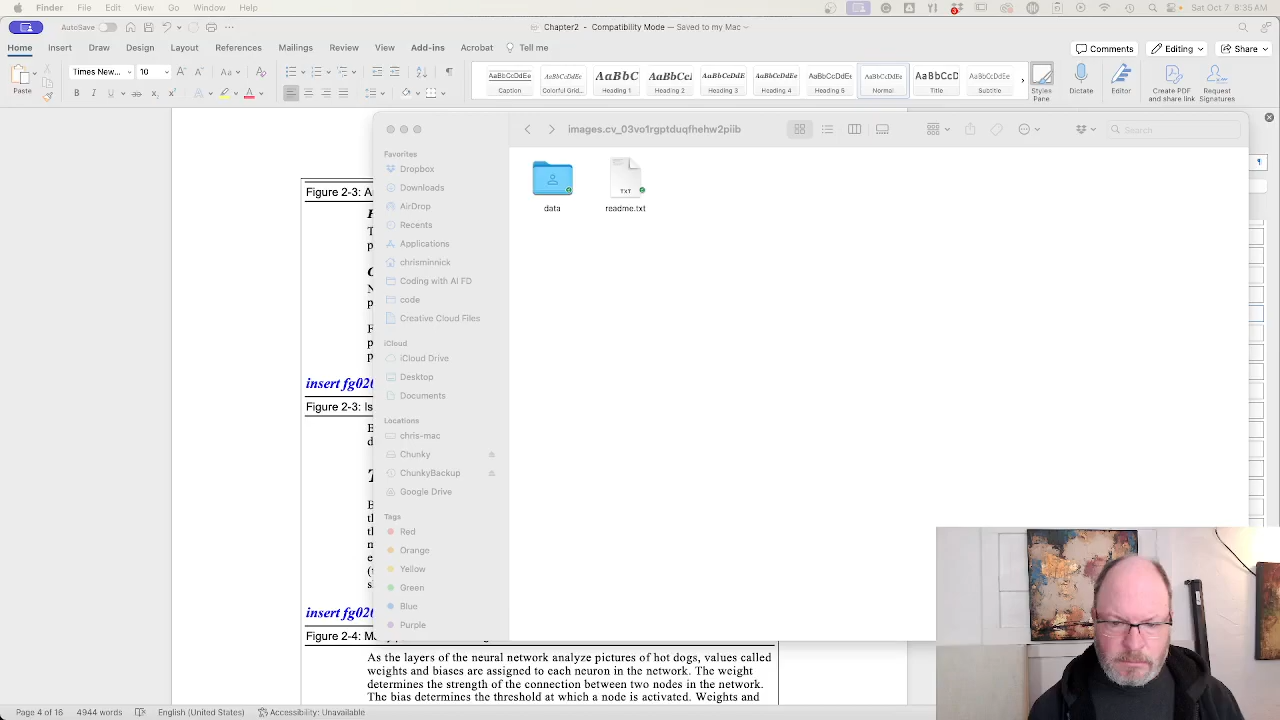 Finder File Edit View Go Window Help
Sat Oct 7 8:35 AM
AutoSave
Chapter2 - Compatibility Mode — Saved to my Mac
Home Insert Draw Design Layout References Mailings Review View Add-ins Acrobat Tell me
Comments Editing Share
Paste
Times New... 10
AaBbCcDdEe Caption
AaBbCcDdEe Colorful Grid...
AaBbC Heading 1
AaBbCcI Heading 2
AaBbCcDdE Heading 3
AaBbCcDdE Heading 4
AaBbCcDdEe Heading 5
AaBbCcDdEe Normal
AaBbCcD Title
AaBbCcDdEe Subtitle
Styles Pane
Dictate
Editor
Create PDF and share link
Request Signatures
images.cv_03vo1rgptduqfhehw2piib
Search
Favorites
Dropbox
Downloads
AirDrop
Recents
Applications
chrisminnick
Coding with AI FD
code
Creative Cloud Files
iCloud
iCloud Drive
Desktop
Documents
Locations
chris-mac
Chunky
ChunkyBackup
Google Drive
Tags
Red
Orange
Yellow
Green
Blue
Purple
data
TXT
readme.txt
Figure 2-3: A
insert fg020
Figure 2-3: Is
insert fg020
Figure 2-4: M
As the layers of the neural network analyze pictures of hot dogs, values called
weights and biases are assigned to each neuron in the network. The weight
determines the strength of the connection between two nodes in the network.
The bias determines the threshold at which a node is activated. Weights and
Page 4 of 16 4944 words English (United States) Accessibility: Unavailable